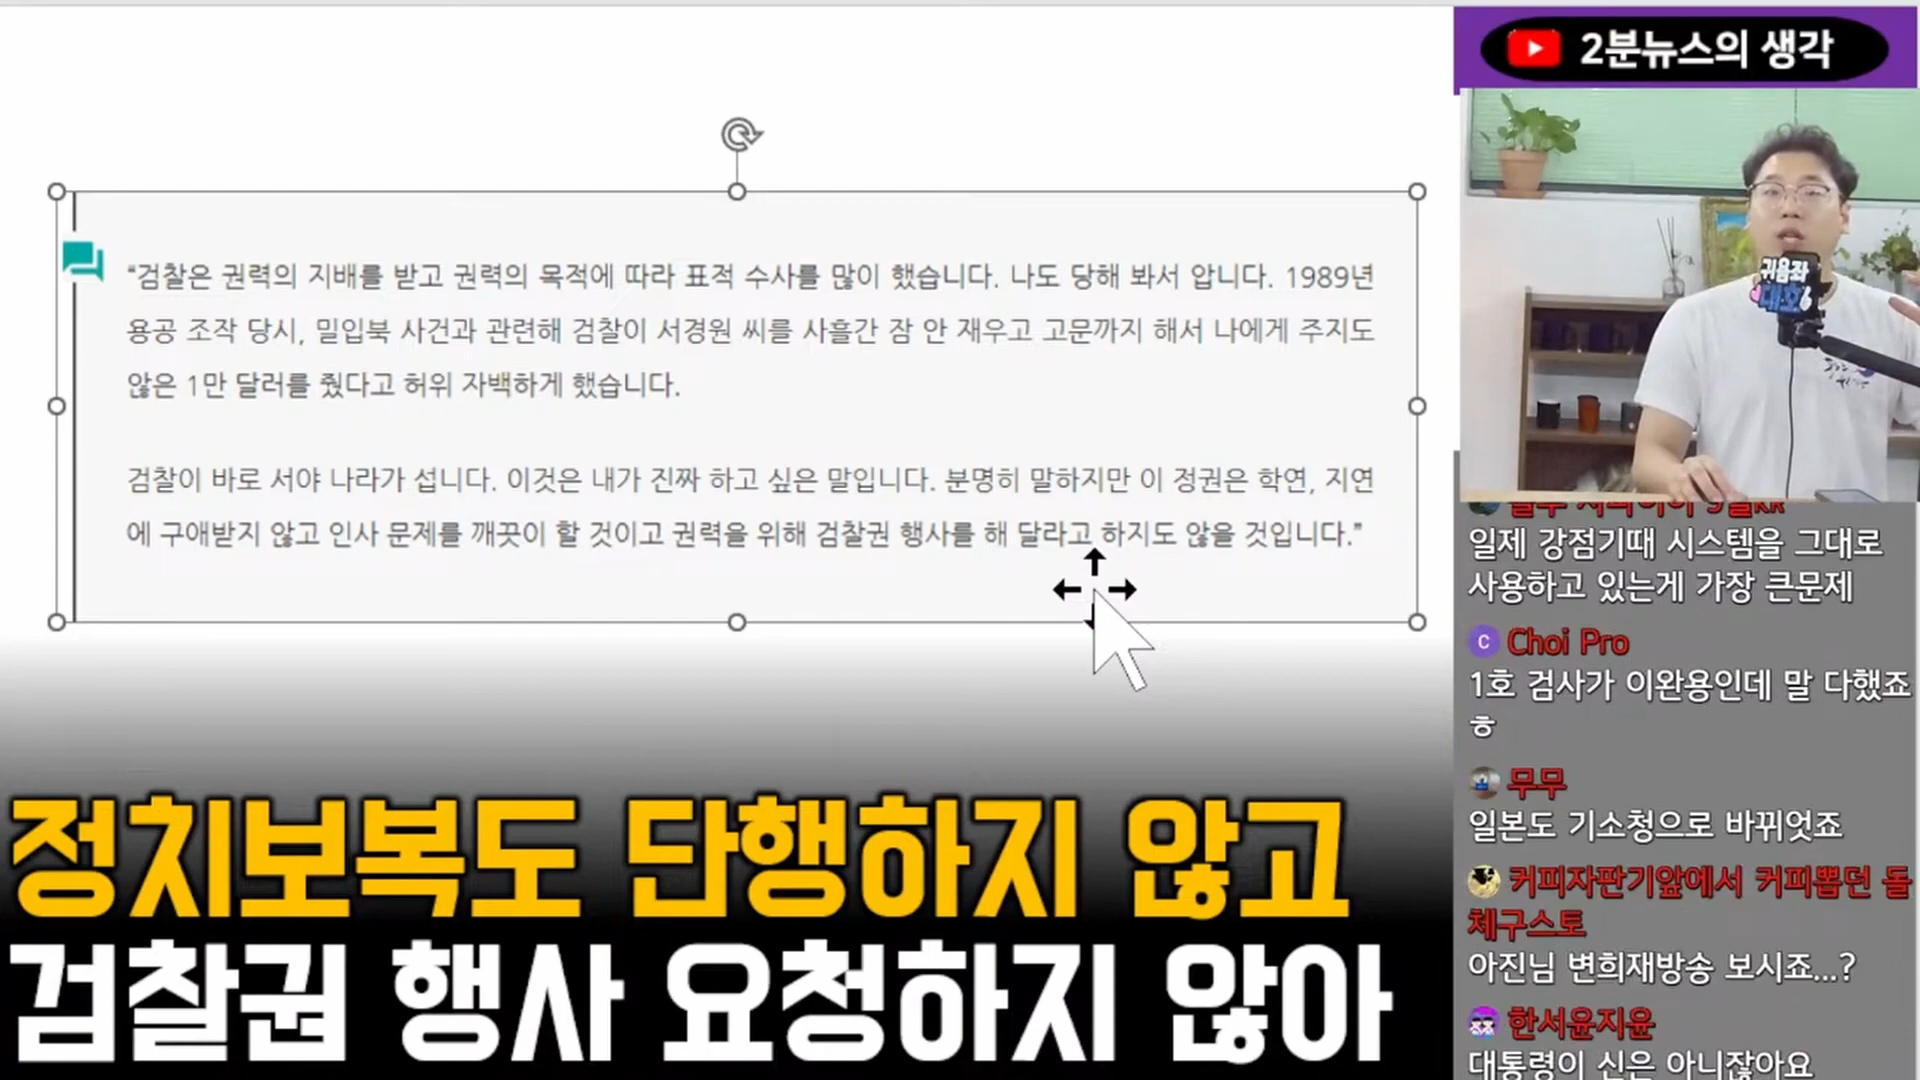 2분뉴스의 생각
“검찰은 권력의 지배를 받고 권력의 목적에 따라 표적 수사를 많이 했습니다. 나도 당해 봐서 압니다. 1989년
용공 조작 당시, 밀입북 사건과 관련해 검찰이 서경원 씨를 사흘간 잠 안 재우고 고문까지 해서 나에게 주지도
않은 1만 달러를 줬다고 허위 자백하게 했습니다.
검찰이 바로 서야 나라가 섭니다. 이것은 내가 진짜 하고 싶은 말입니다. 분명히 말하지만 이 정권은 학연, 지연
에 구애받지 않고 인사 문제를 깨끗이 할 것이고 권력을 위해 검찰권 행사를 해 달라고 하지도 않을 것입니다.”
정치보복도 단행하지 않고
검찰권 행사 요청하지 않아
귀욤좌
대호
일제 강점기때 시스템을 그대로
사용하고 있는게 가장 큰문제
C Choi Pro
1호 검사가 이완용인데 말 다했죠
ㅎ
무무
일본도 기소청으로 바뀌엇죠
커피자판기앞에서 커피뽑던 돌
체구스토
아진님 변희재방송 보시죠...?
한서윤지윤
대통령이 신은 아니잖아요